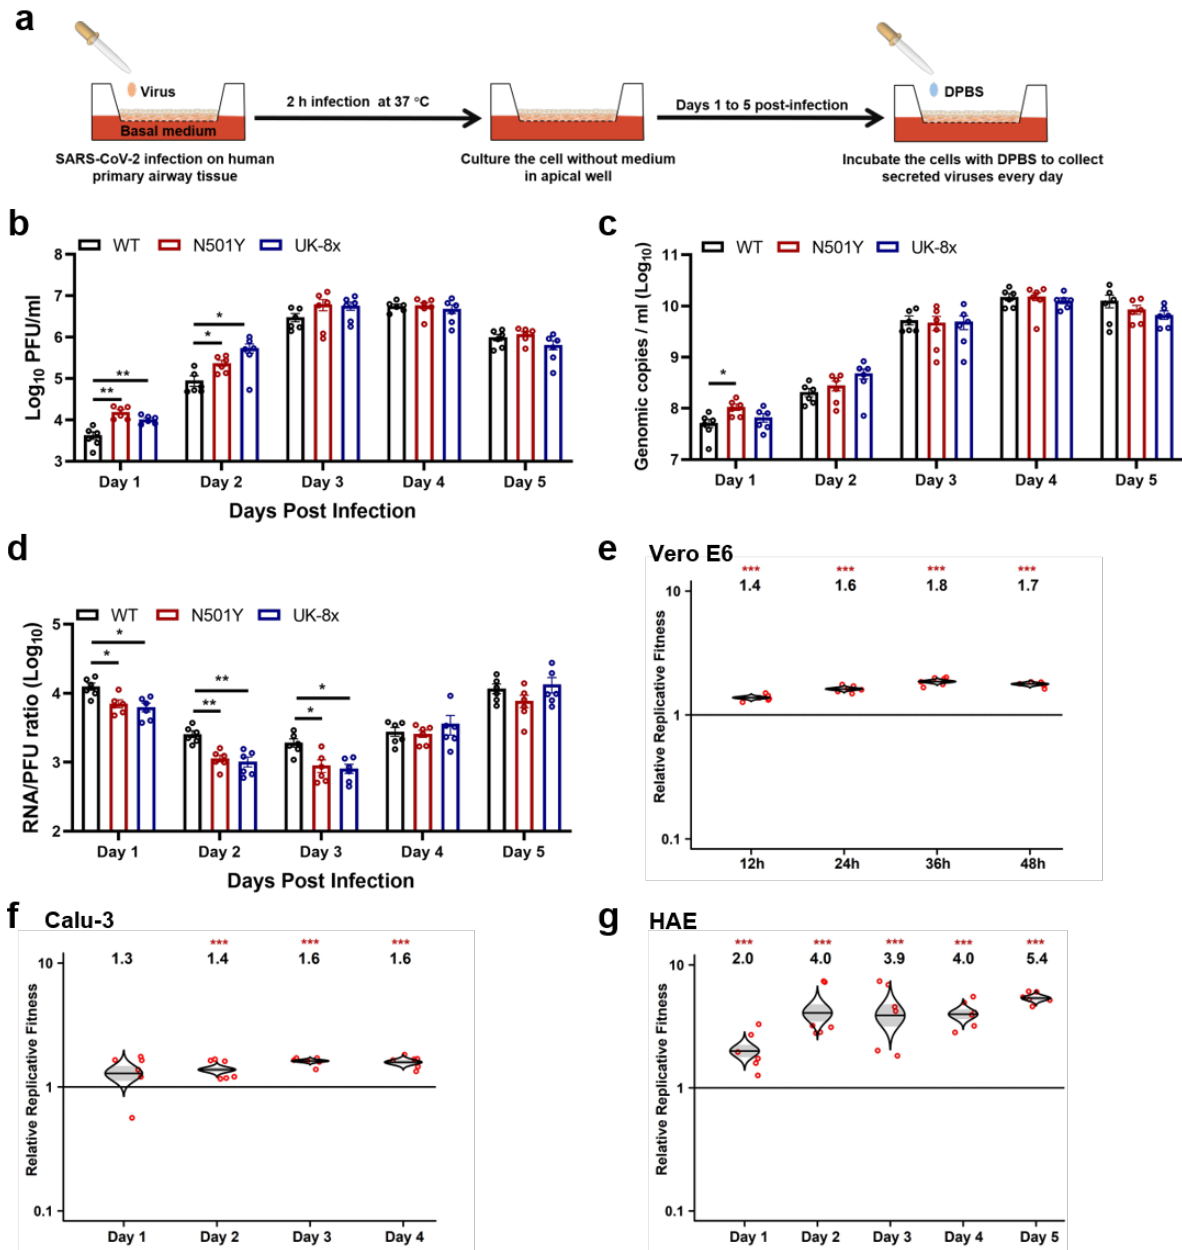 a
Virus
Basal medium
2 h infection at 37 °C
Days 1 to 5 post-infection
DPBS
SARS-CoV-2 infection on human
primary airway tissue
Culture the cell without medium
in apical well
Incubate the cells with DPBS to collect
secreted viruses every day
b
WT N501Y UK-8x
Log10 PFU/ml
8
7
6
5
4
3
* *
** **
Day 1 Day 2 Day 3 Day 4 Day 5
Days Post Infection
c
WT N501Y UK-8x
Genomic copies / ml (Log10)
11
10
9
8
7
*
Day 1 Day 2 Day 3 Day 4 Day 5
d
WT N501Y UK-8x
RNA/PFU ratio (Log10)
5
4
3
2
* *
** **
* *
Day 1 Day 2 Day 3 Day 4 Day 5
Days Post Infection
e
Vero E6
*** *** *** ***
1.4 1.6 1.8 1.7
Relative Replicative Fitness
10
1
0.1
12h 24h 36h 48h
f
Calu-3
*** *** ***
1.3 1.4 1.6 1.6
Relative Replicative Fitness
10
1
0.1
Day 1 Day 2 Day 3 Day 4
g
HAE
*** *** *** *** ***
2.0 4.0 3.9 4.0 5.4
Relative Replicative Fitness
10
1
0.1
Day 1 Day 2 Day 3 Day 4 Day 5